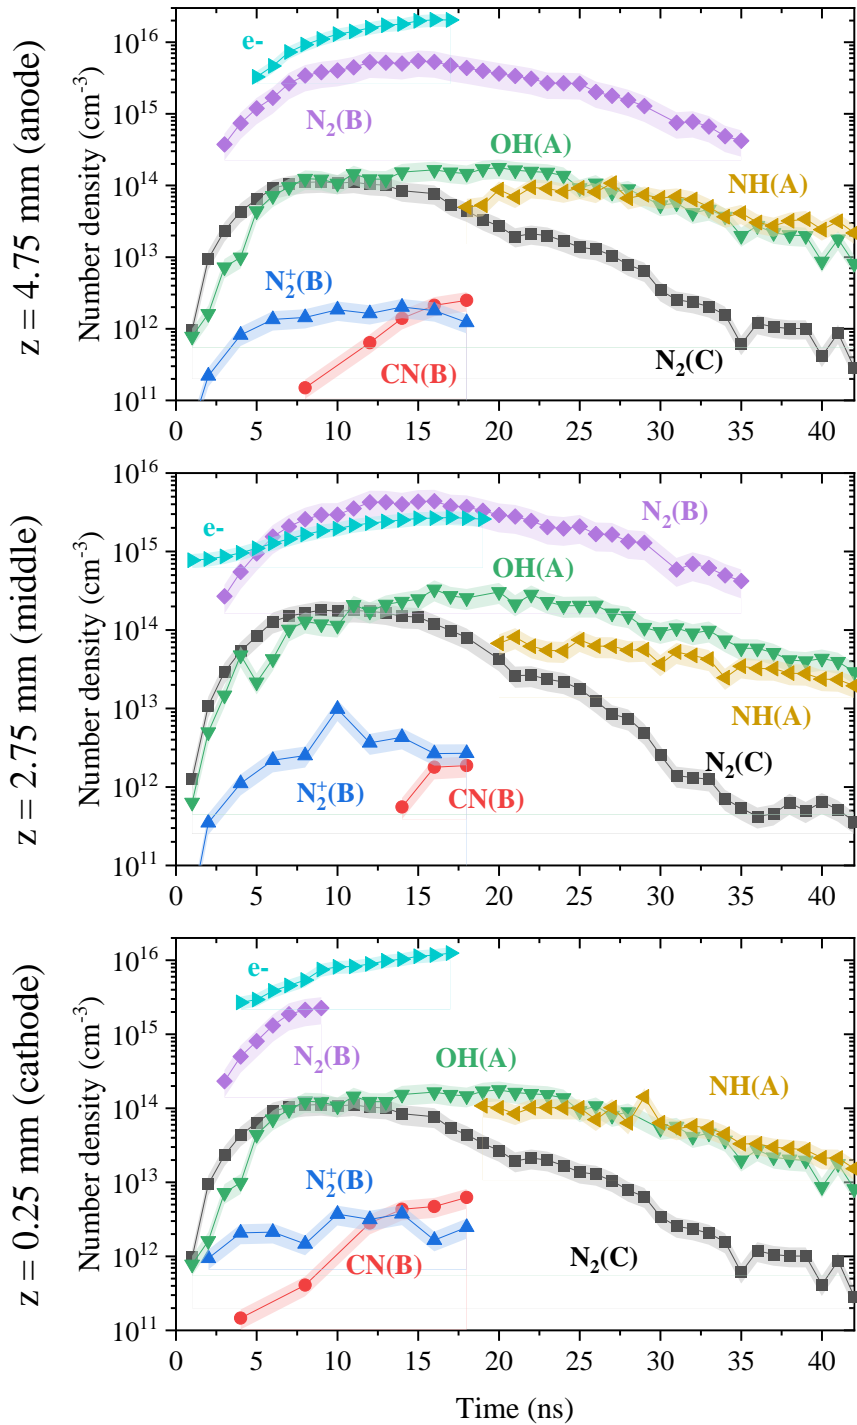 z = 4.75 mm (anode)
Number density (cm⁻³)
10¹⁶
10¹⁵
10¹⁴
10¹³
10¹²
10¹¹
e-
N₂(B)
OH(A)
NH(A)
N₂⁺(B)
CN(B)
N₂(C)
0 5 10 15 20 25 30 35 40
z = 2.75 mm (middle)
Number density (cm⁻³)
10¹⁶
10¹⁵
10¹⁴
10¹³
10¹²
10¹¹
e-
N₂(B)
OH(A)
NH(A)
N₂(C)
N₂⁺(B)
CN(B)
0 5 10 15 20 25 30 35 40
z = 0.25 mm (cathode)
Number density (cm⁻³)
10¹⁶
10¹⁵
10¹⁴
10¹³
10¹²
10¹¹
e-
N₂(B)
OH(A)
NH(A)
N₂⁺(B)
CN(B)
N₂(C)
0 5 10 15 20 25 30 35 40
Time (ns)